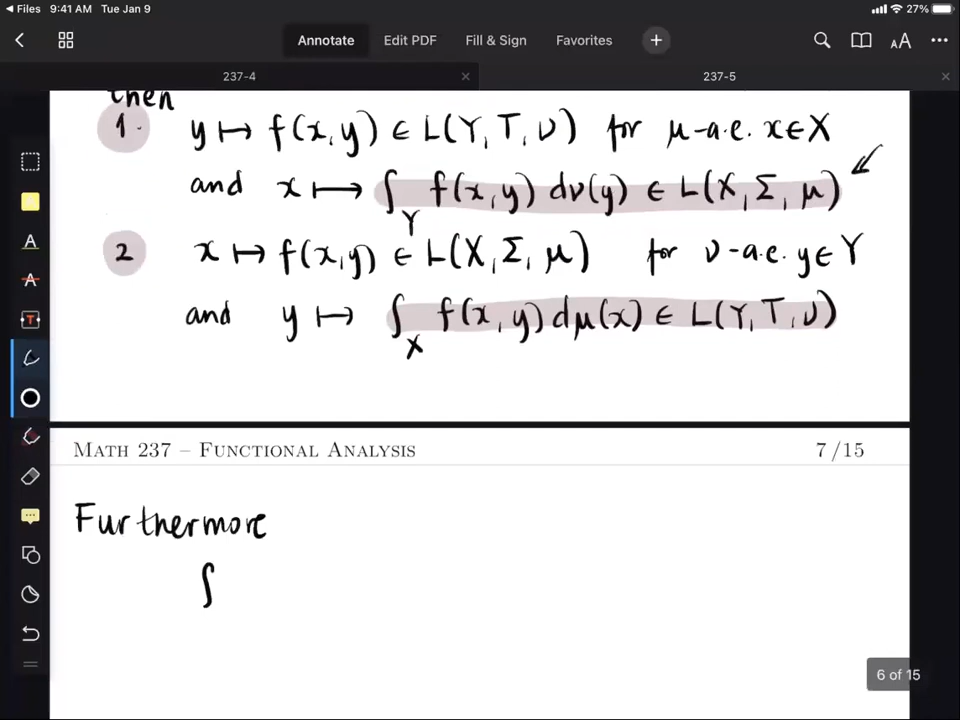 Files 9:41 AM Tue Jan 9 27%
Annotate Edit PDF Fill & Sign Favorites + AA
237-4 × 237-5 ×
then
1. y ↦ f(x,y) ∈ L(Y,T,ν) for μ-a.e. x∈X
and x ↦ ∫_Y f(x,y) dν(y) ∈ L(X,Σ,μ)
2 x ↦ f(x,y) ∈ L(X,Σ,μ) for ν-a.e. y∈Y
and y ↦ ∫_X f(x,y) dμ(x) ∈ L(Y,T,ν)
A
A
T
MATH 237 – FUNCTIONAL ANALYSIS 7/15
Furthermore
∫
6 of 15